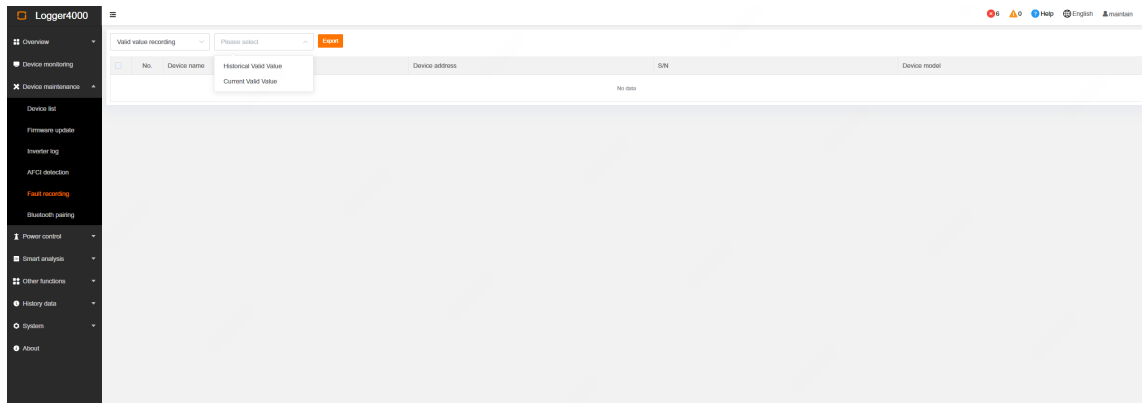 Logger4000
6 0 Help English maintain
Overview
Device monitoring
Device maintenance
Device list
Firmware update
Inverter log
AFCI detection
Fault recording
Bluetooth pairing
Power control
Smart analysis
Other functions
History data
System
About
Valid value recording Please select Export
No. Device name Device address S/N Device model
Historical Valid Value
Current Valid Value
No data